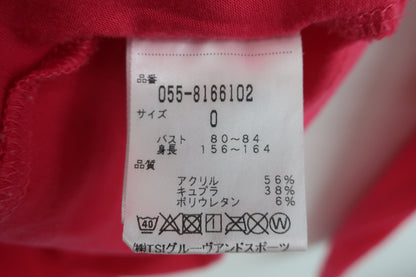 品番
055-8166102
サイズ
0
バスト 80~84
身長 156~164
品質
アクリル 56%
キュプラ 38%
ポリウレタン 6%
40 W
㈱TSIグルーヴアンドスポーツ